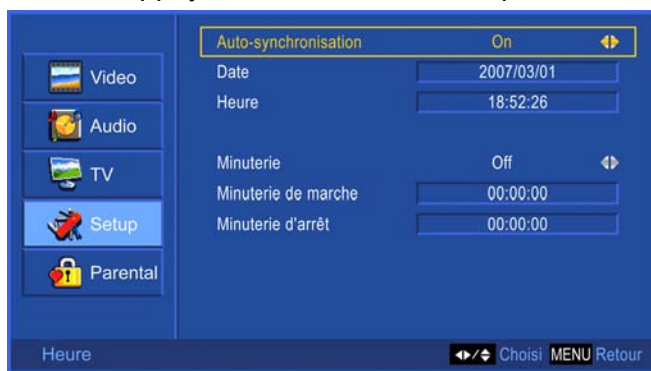 Video
Audio
TV
Setup
Parental
Auto-synchronisation On
Date 2007/03/01
Heure 18:52:26
Minuterie Off
Minuterie de marche 00:00:00
Minuterie d'arrêt 00:00:00
Heure Choisi MENU Retour